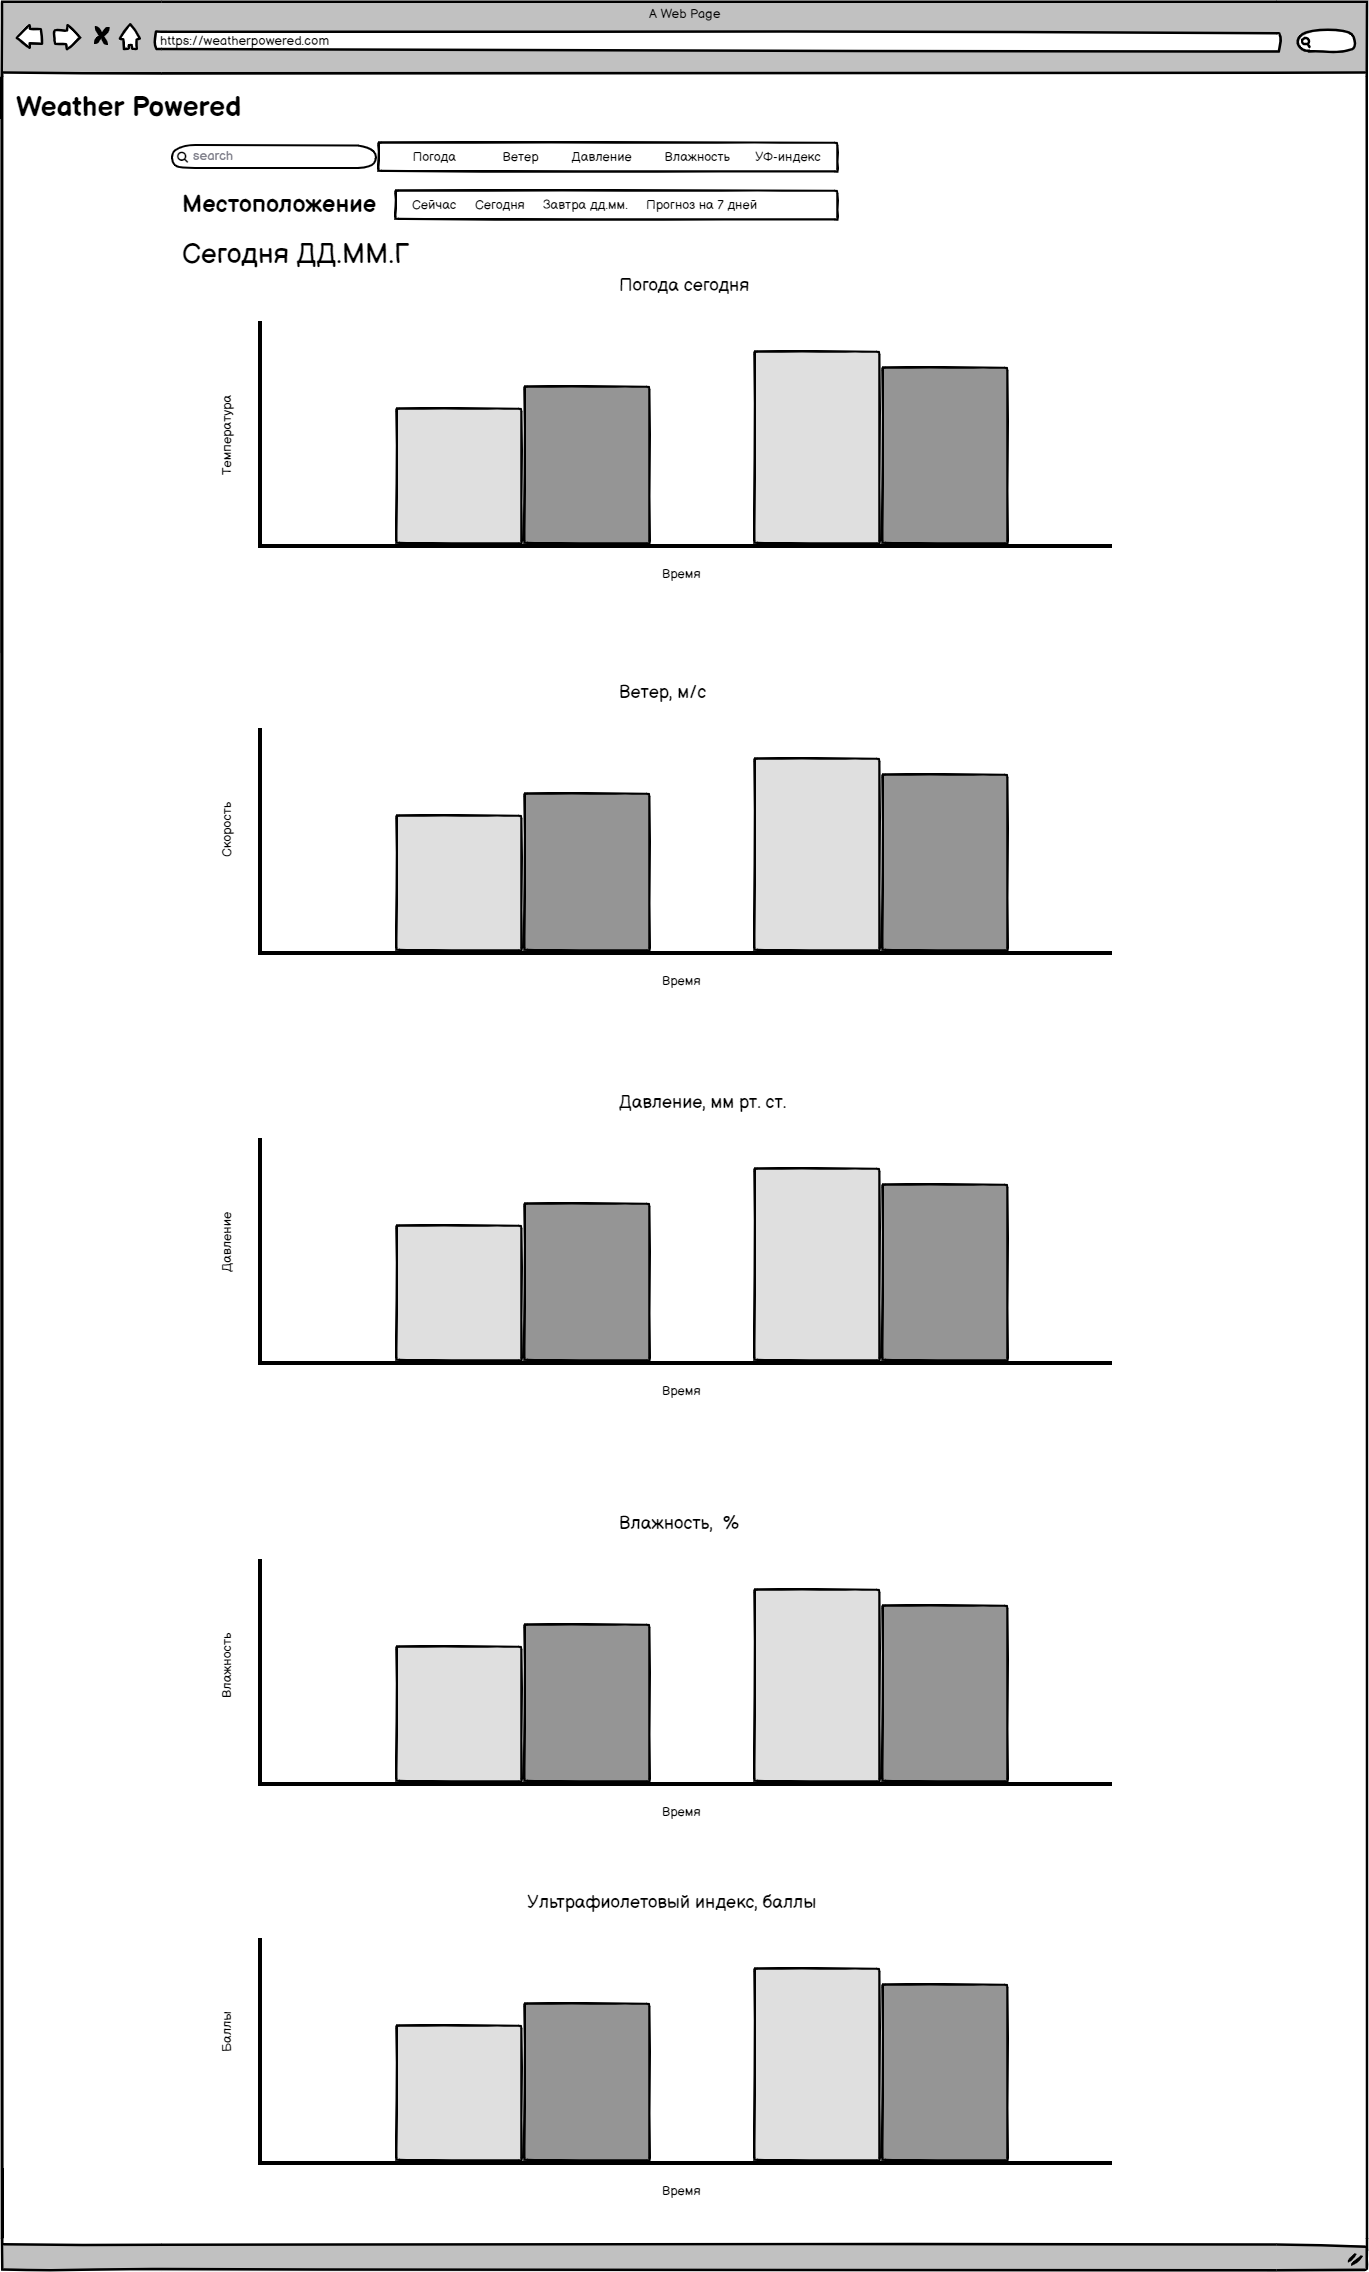 A Web Page
https://weatherpowered.com
Weather Powered
search
Погода Ветер Давление Влажность УФ-индекс
Местоположение
Сейчас Сегодня Завтра дд.мм. Прогноз на 7 дней
Сегодня ДД.ММ.Г
Погода сегодня
Температура
Время
Ветер, м/с
Скорость
Время
Давление, мм рт. ст.
Давление
Время
Влажность, %
Влажность
Время
Ультрафиолетовый индекс, баллы
Баллы
Время